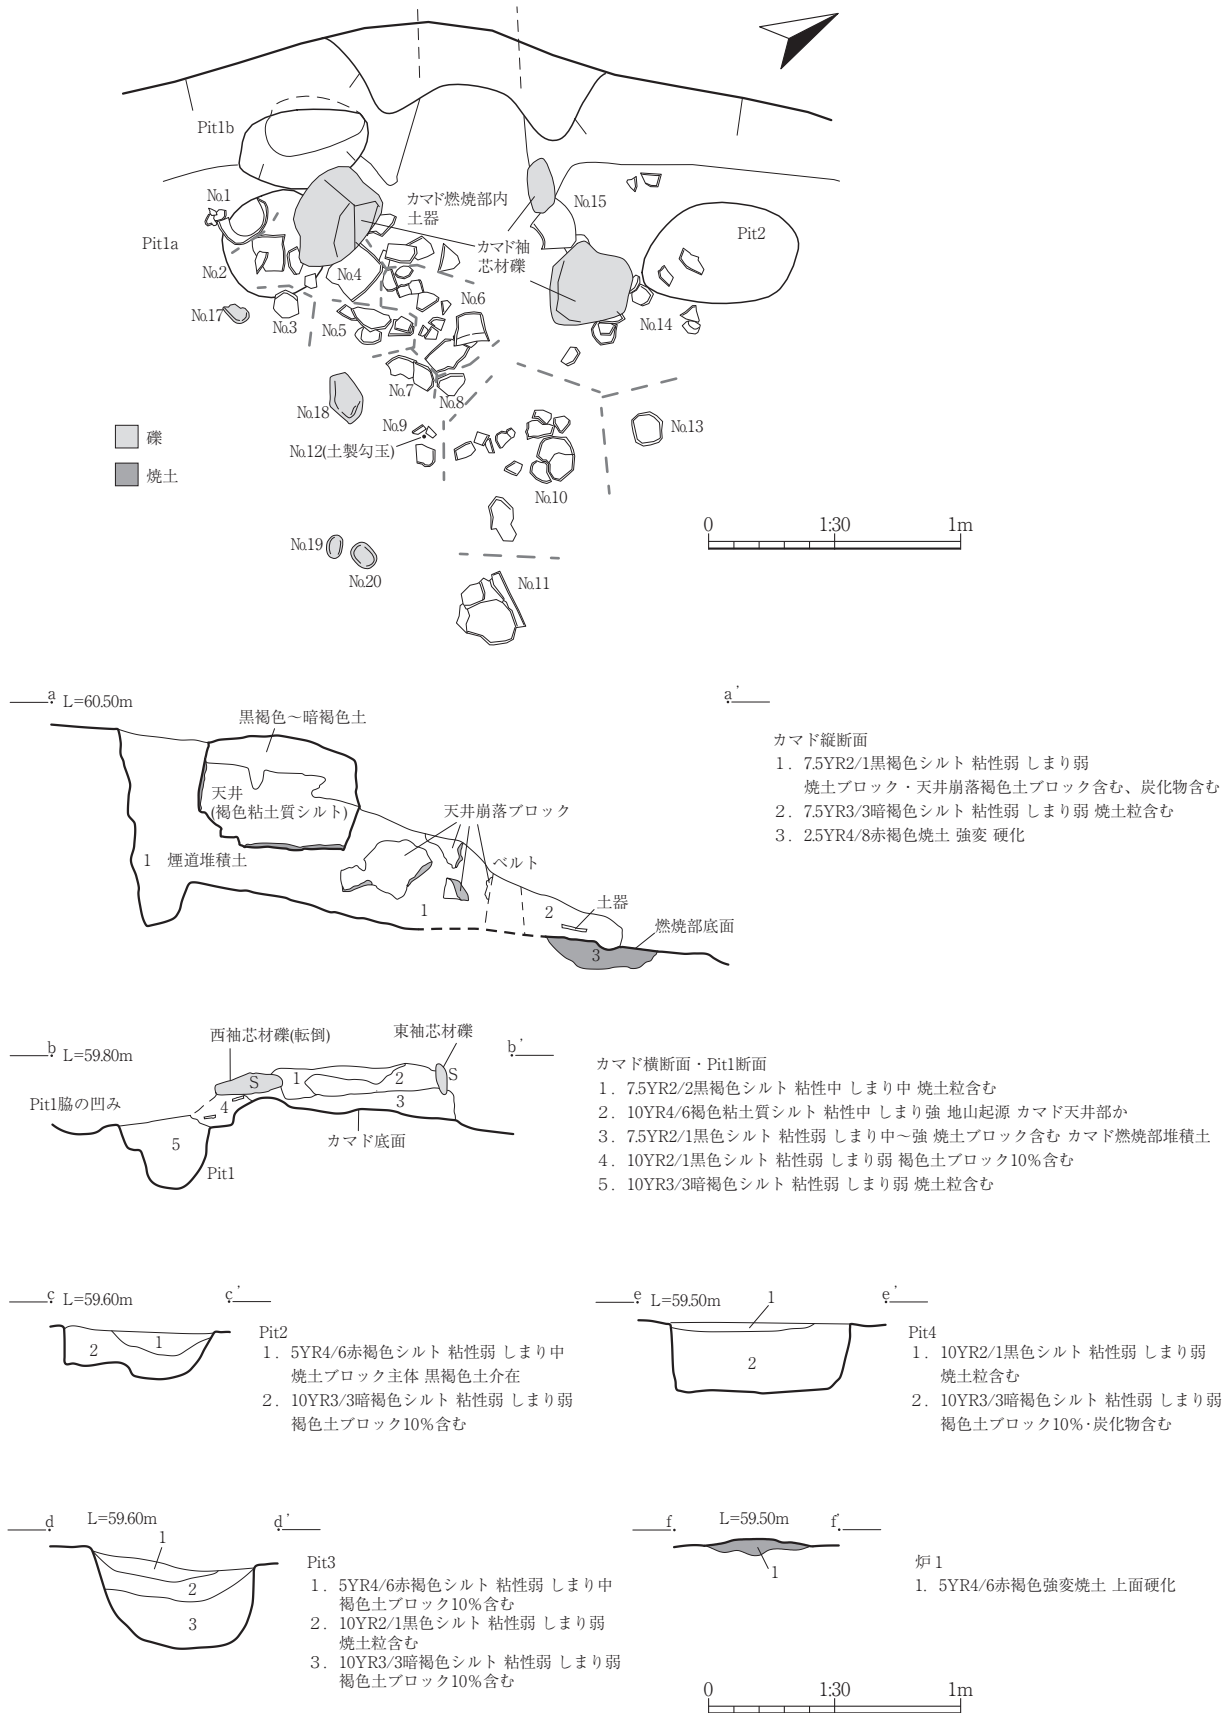 Pit1b
No.1
Pit1a
No.2
No.17
No.3
No.4
No.5
No.6
カマド燃焼部内
土器
カマド袖
芯材礫
No.15
Pit2
No.14
No.7
No.8
No.18
No.9
No.12(土製勾玉)
No.13
No.10
礫
焼土
No.19
No.20
No.11
0 1:30 1m
a L=60.50m a'
黒褐色~暗褐色土
天井
(褐色粘土質シルト)
天井崩落ブロック
ベルト
1 煙道堆積土
1
2
土器
燃焼部底面
3
カマド縦断面
1. 7.5YR2/1黒褐色シルト 粘性弱 しまり弱
焼土ブロック・天井崩落褐色土ブロック含む、炭化物含む
2. 7.5YR3/3暗褐色シルト 粘性弱 しまり弱 焼土粒含む
3. 2.5YR4/8赤褐色焼土 強変 硬化
b L=59.80m b'
西袖芯材礫(転倒)
東袖芯材礫
S
1
2
S
3
4
Pit1脇の凹み
5
Pit1
カマド底面
カマド横断面・Pit1断面
1. 7.5YR2/2黒褐色シルト 粘性中 しまり中 焼土粒含む
2. 10YR4/6褐色粘土質シルト 粘性中 しまり強 地山起源 カマド天井部か
3. 7.5YR2/1黒色シルト 粘性弱 しまり中~強 焼土ブロック含む カマド燃焼部堆積土
4. 10YR2/1黒色シルト 粘性弱 しまり弱 褐色土ブロック10%含む
5. 10YR3/3暗褐色シルト 粘性弱 しまり弱 焼土粒含む
c L=59.60m c'
1
2
Pit2
1. 5YR4/6赤褐色シルト 粘性弱 しまり中
焼土ブロック主体 黒褐色土介在
2. 10YR3/3暗褐色シルト 粘性弱 しまり弱
褐色土ブロック10%含む
e L=59.50m e'
1
2
Pit4
1. 10YR2/1黒色シルト 粘性弱 しまり弱
焼土粒含む
2. 10YR3/3暗褐色シルト 粘性弱 しまり弱
褐色土ブロック10%・炭化物含む
d L=59.60m d'
1
2
3
Pit3
1. 5YR4/6赤褐色シルト 粘性弱 しまり中
褐色土ブロック10%含む
2. 10YR2/1黒色シルト 粘性弱 しまり弱
焼土粒含む
3. 10YR3/3暗褐色シルト 粘性弱 しまり弱
褐色土ブロック10%含む
f L=59.50m f'
1
炉1
1. 5YR4/6赤褐色強変焼土 上面硬化
0 1:30 1m